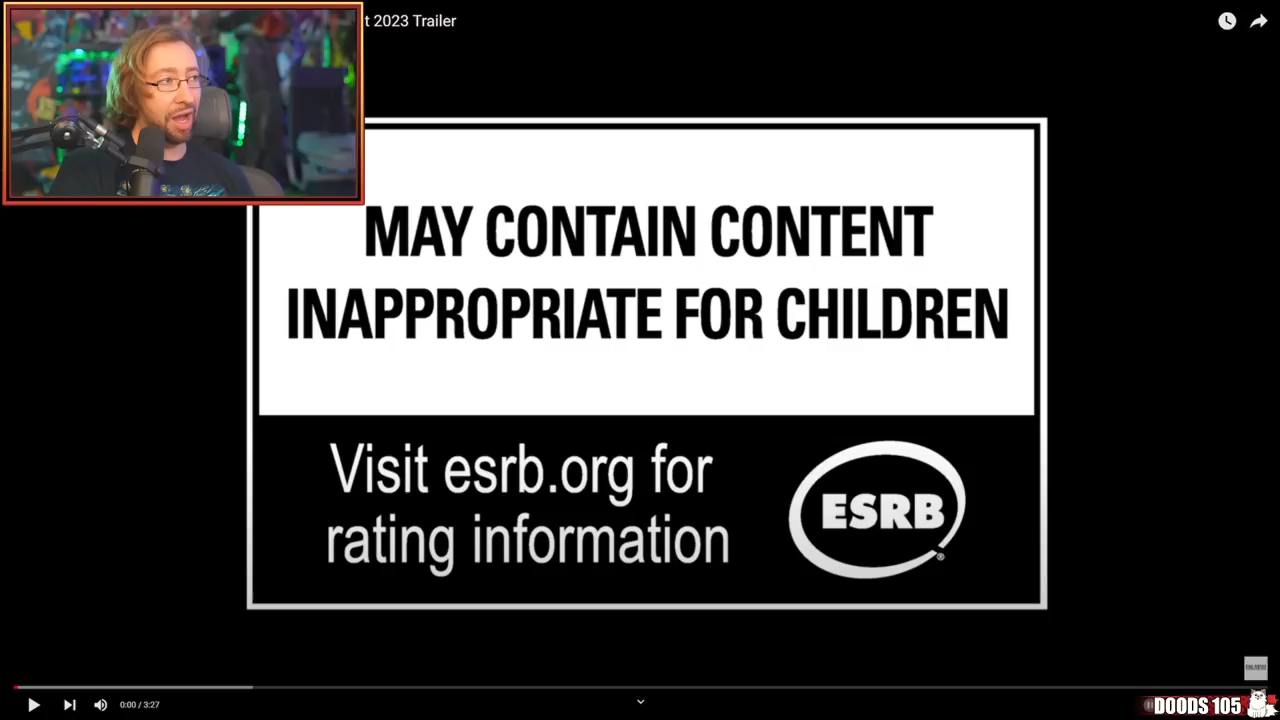 t 2023 Trailer
MAY CONTAIN CONTENT
INAPPROPRIATE FOR CHILDREN
Visit esrb.org for
rating information
ESRB
®
0:00 / 3:27
DOODS 105